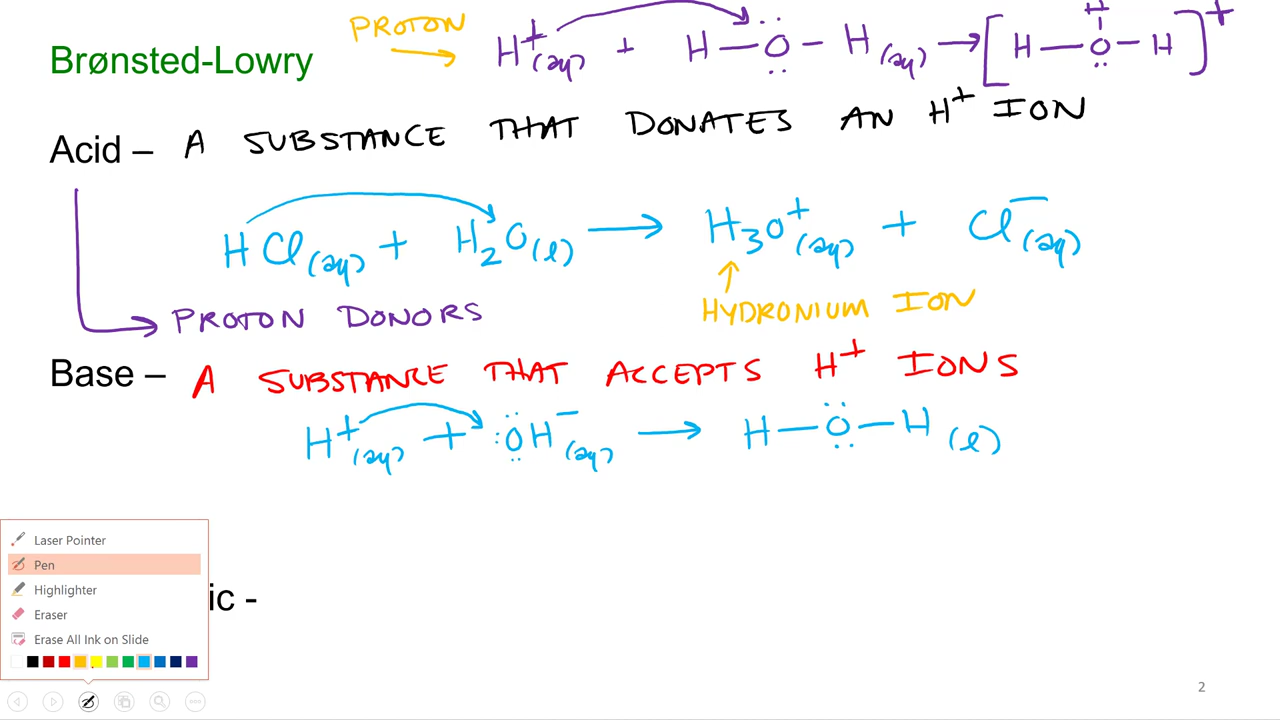 PROTON
H⁺(aq) + H—O—H(aq) → [H—O—H]⁺
H
Brønsted-Lowry
Acid – A SUBSTANCE THAT DONATES AN H⁺ ION
HCl(aq) + H₂O(l) → H₃O⁺(aq) + Cl⁻(aq)
PROTON DONORS
HYDRONIUM ION
Base – A SUBSTANCE THAT ACCEPTS H⁺ IONS
H⁺(aq) + :ÖH⁻(aq) → H—O—H(l)
Laser Pointer
Pen
Highlighter
ic -
Eraser
Erase All Ink on Slide
2